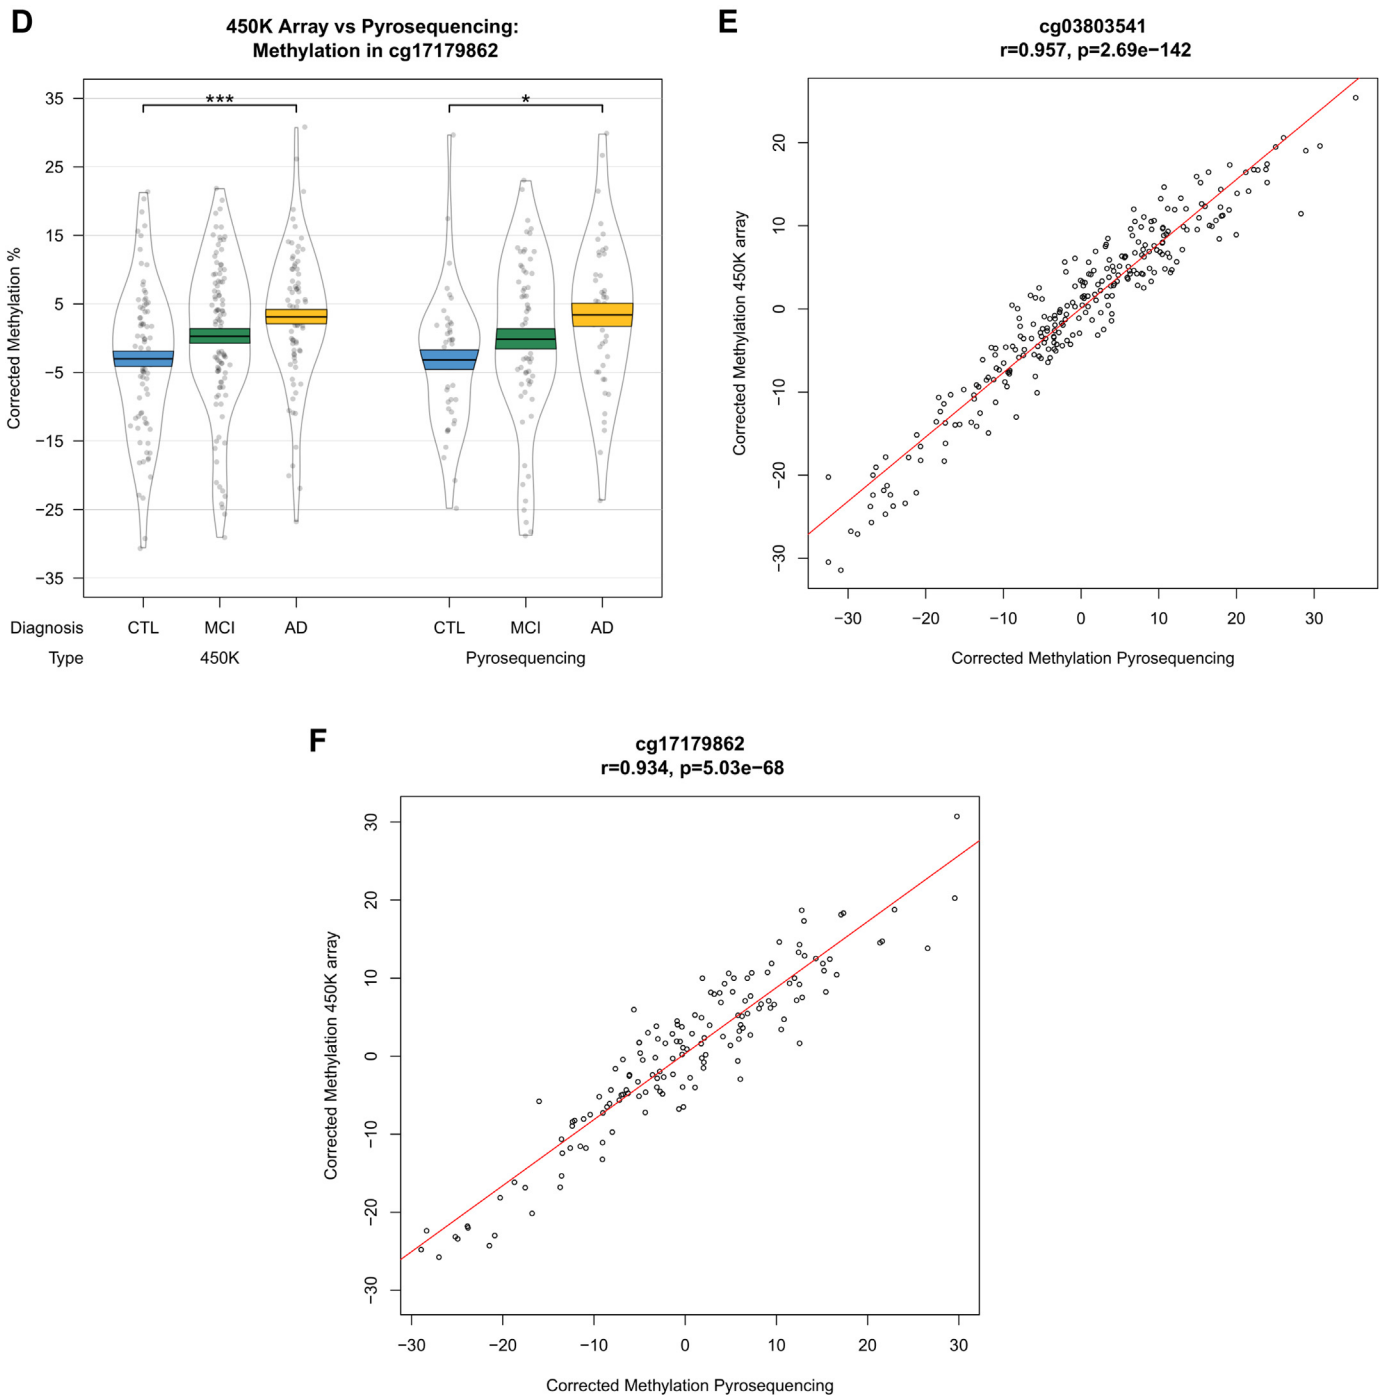 D
450K Array vs Pyrosequencing:
Methylation in cg17179862
Corrected Methylation %
35
25
15
5
−5
−15
−25
−35
*** *
Diagnosis CTL MCI AD CTL MCI AD
Type 450K Pyrosequencing
E
cg03803541
r=0.957, p=2.69e−142
Corrected Methylation 450K array
20
10
0
−10
−20
−30
−30 −20 −10 0 10 20 30
Corrected Methylation Pyrosequencing
F
cg17179862
r=0.934, p=5.03e−68
Corrected Methylation 450K array
30
20
10
0
−10
−20
−30
−30 −20 −10 0 10 20 30
Corrected Methylation Pyrosequencing